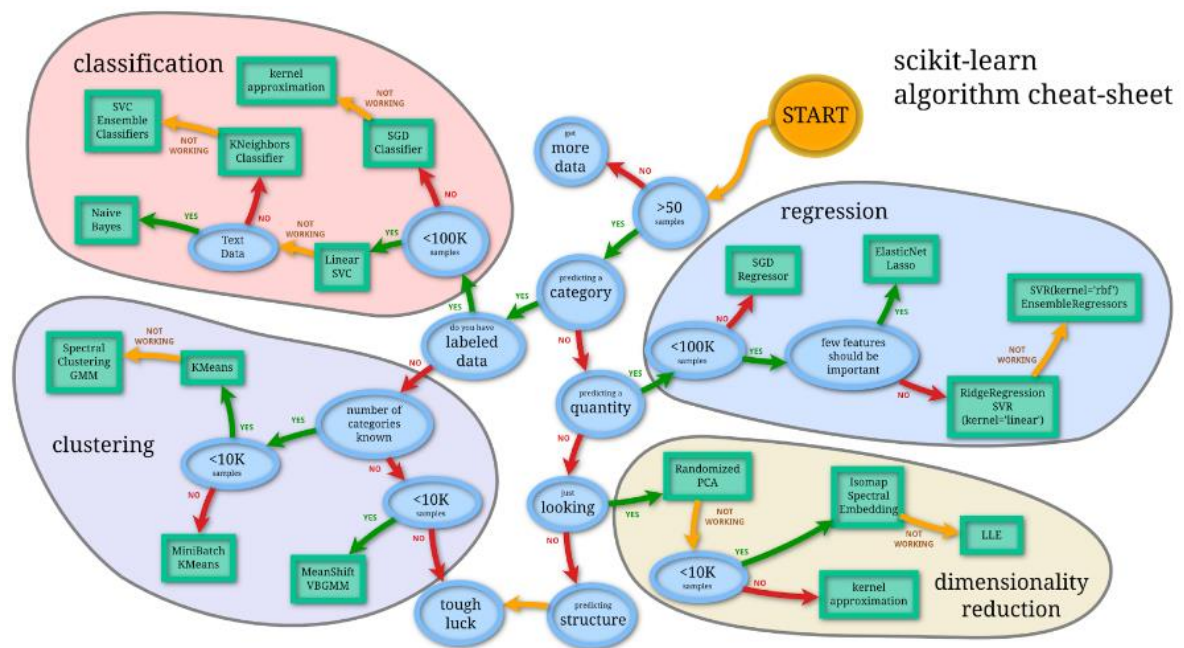 scikit-learn
algorithm cheat-sheet
START
get
more
data
NO
>50
samples
YES
predicting a
category
YES
NO
do you have
labeled
data
YES
NO
predicting a
quantity
YES
NO
just
looking
YES
NO
predicting
structure
tough
luck
classification
kernel
approximation
NOT
WORKING
SVC
Ensemble
Classifiers
NOT
WORKING
KNeighbors
Classifier
SGD
Classifier
NO
Naive
Bayes
YES
NO
Text
Data
NOT
WORKING
Linear
SVC
YES
<100K
samples
regression
SGD
Regressor
NO
<100K
samples
YES
ElasticNet
Lasso
YES
few features
should be
important
NO
SVR(kernel='rbf')
EnsembleRegressors
NOT
WORKING
RidgeRegression
SVR
(kernel='linear')
clustering
Spectral
Clustering
GMM
NOT
WORKING
KMeans
YES
<10K
samples
NO
MiniBatch
KMeans
YES
number of
categories
known
NO
<10K
samples
YES
NO
MeanShift
VBGMM
dimensionality
reduction
Randomized
PCA
NOT
WORKING
<10K
samples
YES
NO
Isomap
Spectral
Embedding
NOT
WORKING
LLE
kernel
approximation